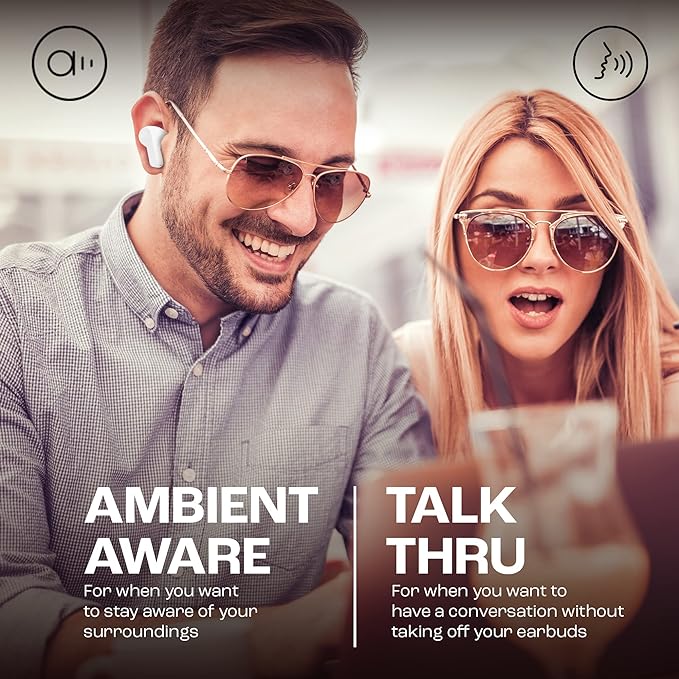 AMBIENT
AWARE
For when you want
to stay aware of your
surroundings
TALK
THRU
For when you want to
have a conversation without
taking off your earbuds